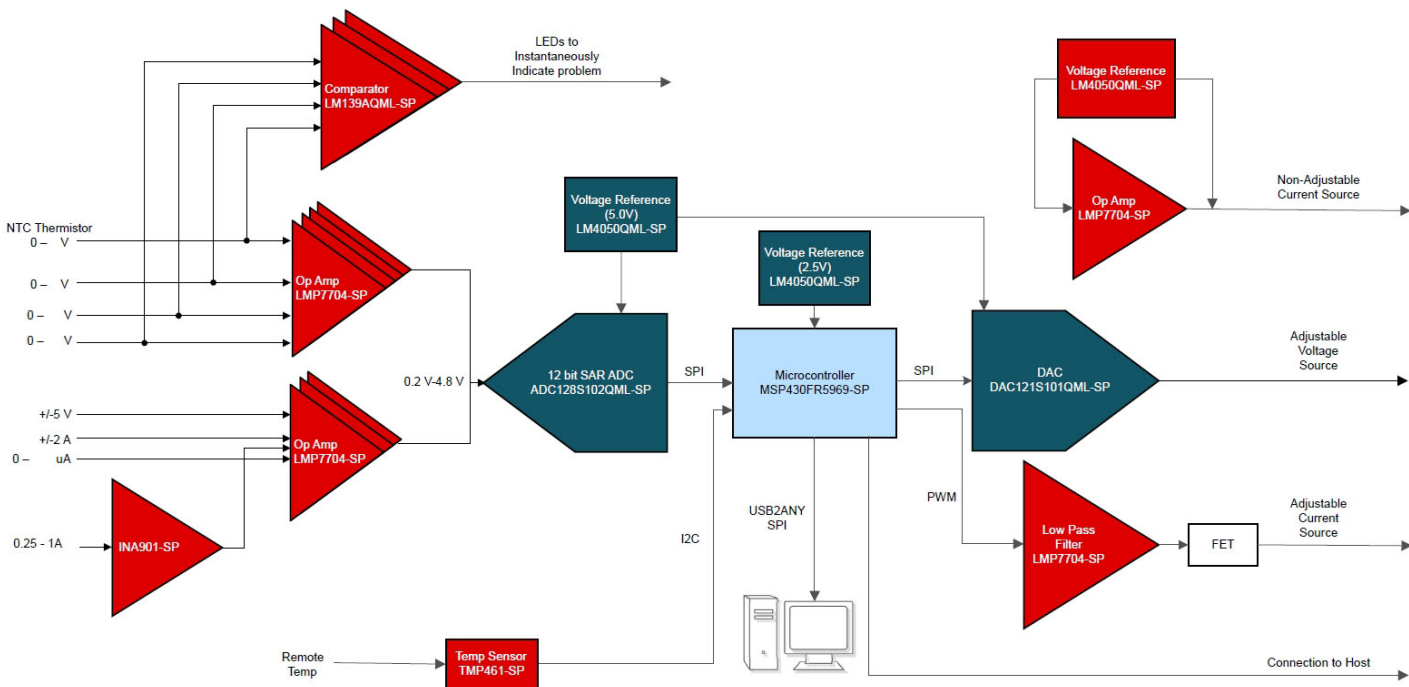 LEDs to
Instantaneously
Indicate problem
Comparator
LM139AQML-SP
Voltage Reference
LM4050QML-SP
Op Amp
LMP7704-SP
Non-Adjustable
Current Source
NTC Thermistor
0 – V
0 – V
0 – V
0 – V
Op Amp
LMP7704-SP
Voltage Reference
(5.0V)
LM4050QML-SP
Voltage Reference
(2.5V)
LM4050QML-SP
0.2 V-4.8 V
12 bit SAR ADC
ADC128S102QML-SP
SPI
Microcontroller
MSP430FR5969-SP
SPI
DAC
DAC121S101QML-SP
Adjustable
Voltage
Source
+/-5 V
+/-2 A
0 – uA
Op Amp
LMP7704-SP
0.25 - 1A
INA901-SP
I2C
USB2ANY
SPI
PWM
Low Pass
Filter
LMP7704-SP
FET
Adjustable
Current
Source
Remote
Temp
Temp Sensor
TMP461-SP
Connection to Host